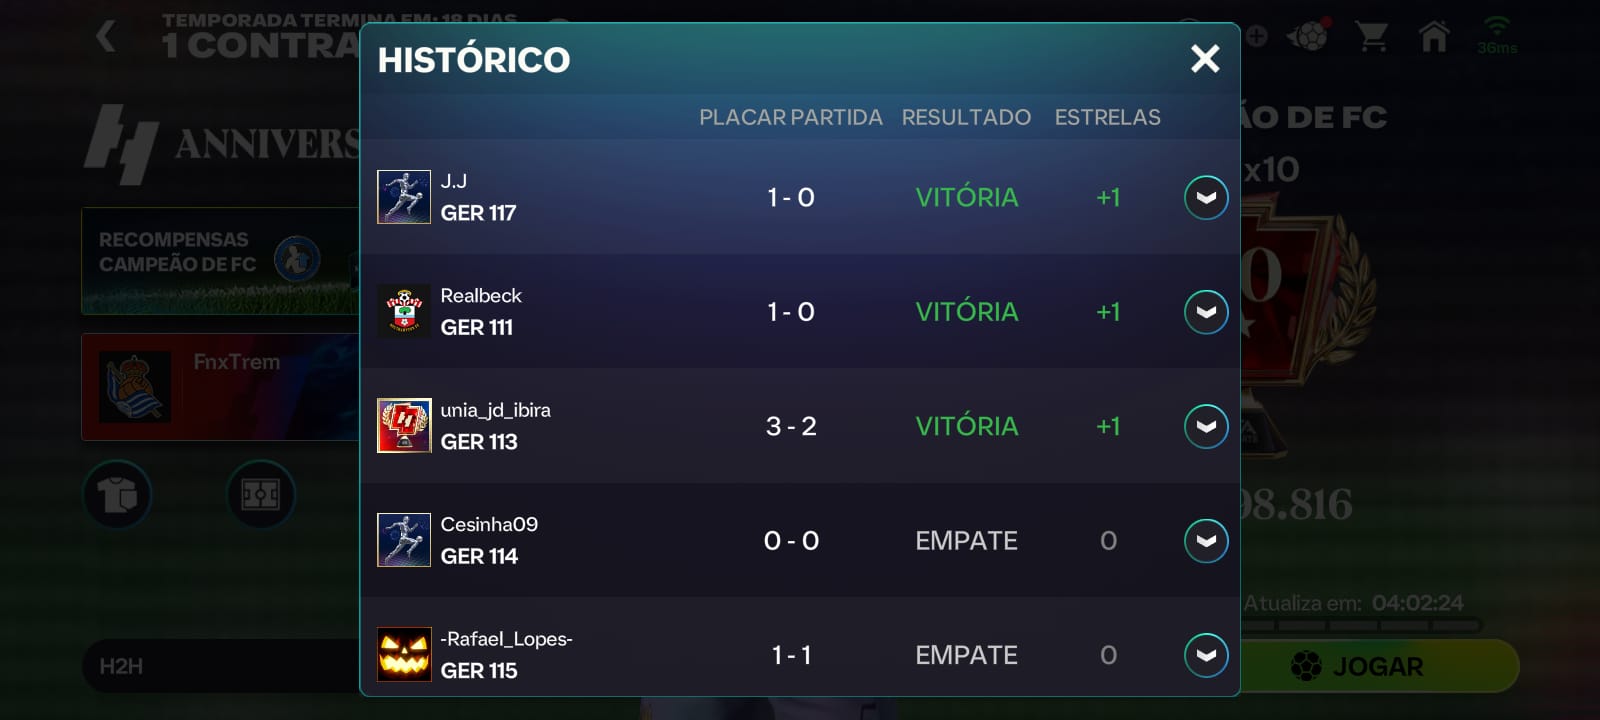 TEMPORADA TERMINA EM: 18 DIAS
1 CONTRA
36ms
HISTÓRICO
PLACAR PARTIDA RESULTADO ESTRELAS
ANNIVERS
ÃO DE FC
x10
J.J
GER 117
1 - 0 VITÓRIA +1
RECOMPENSAS
CAMPEÃO DE FC
Realbeck
GER 111
1 - 0 VITÓRIA +1
FnxTrem
unia_jd_ibira
GER 113
3 - 2 VITÓRIA +1
98.816
Cesinha09
GER 114
0 - 0 EMPATE 0
Atualiza em: 04:02:24
-Rafael_Lopes-
GER 115
1 - 1 EMPATE 0
H2H
JOGAR